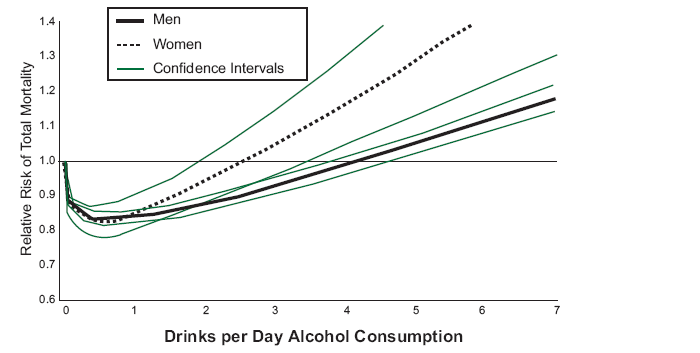 Men
Women
Confidence Intervals
Relative Risk of Total Mortality
1.4
1.3
1.2
1.1
1.0
0.9
0.8
0.7
0.6
0 1 2 3 4 5 6 7
Drinks per Day Alcohol Consumption